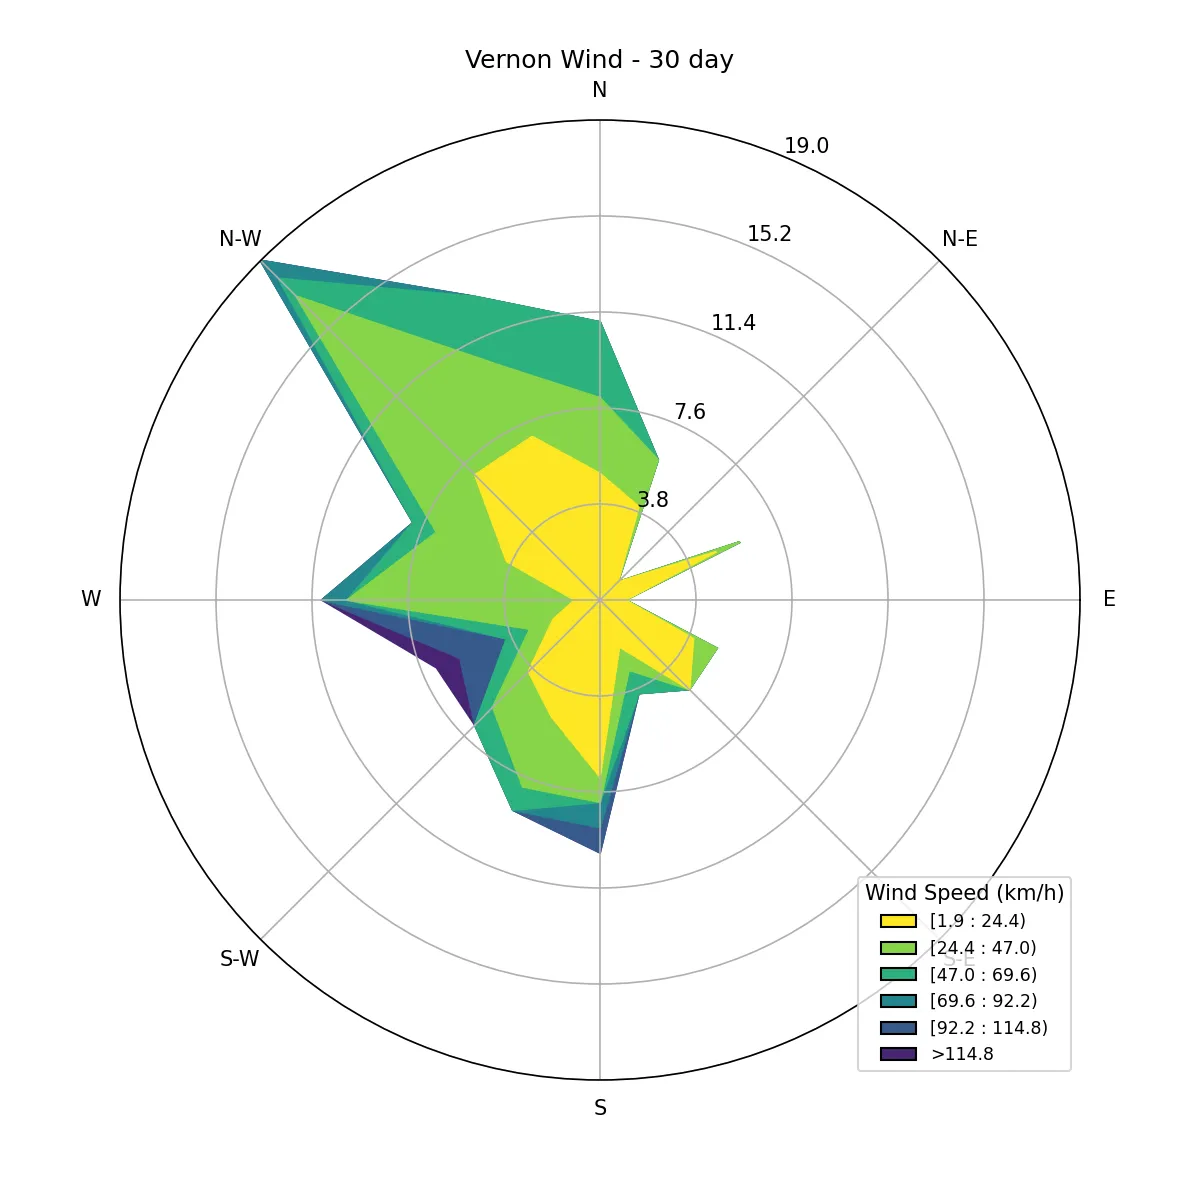 Vernon Wind - 30 day
N
19.0
15.2
N-W
N-E
11.4
7.6
3.8
W
E
Wind Speed (km/h)
[1.9 : 24.4)
[24.4 : 47.0)
S-W
S-E
[47.0 : 69.6)
[69.6 : 92.2)
[92.2 : 114.8)
>114.8
S